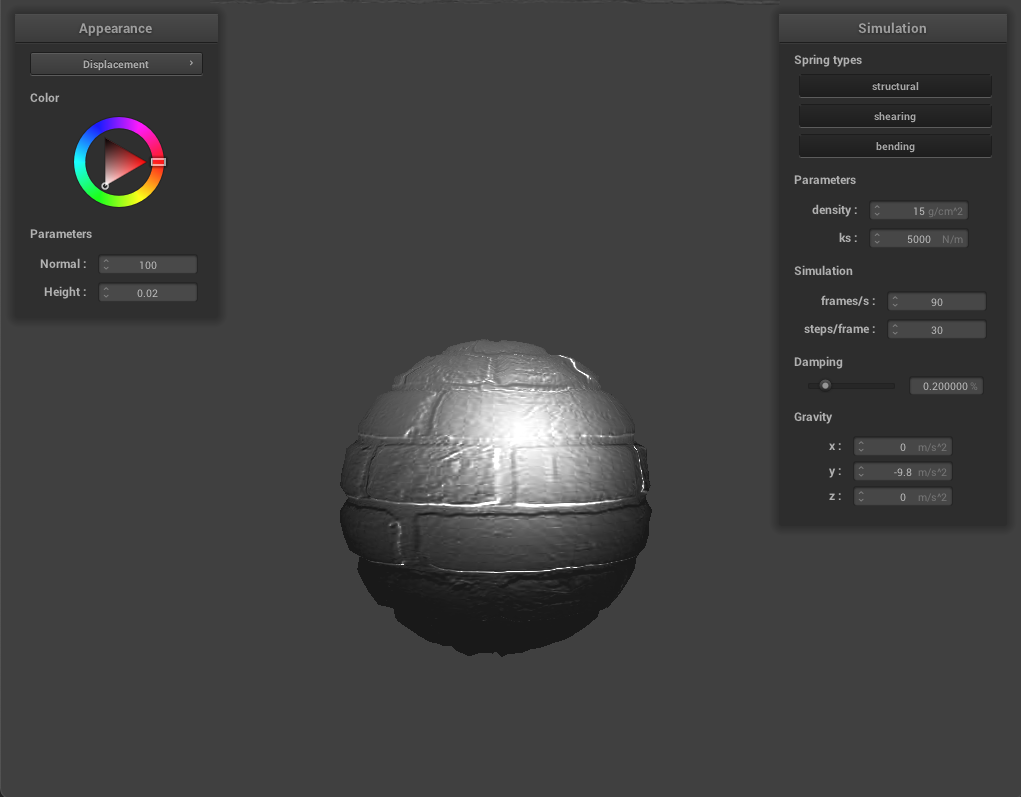 Appearance
Displacement
Color
Parameters
Normal : 100
Height : 0.02
Simulation
Spring types
structural
shearing
bending
Parameters
density : 15 g/cm^2
ks : 5000 N/m
Simulation
frames/s : 90
steps/frame : 30
Damping
0.200000 %
Gravity
x : 0 m/s^2
y : -9.8 m/s^2
z : 0 m/s^2